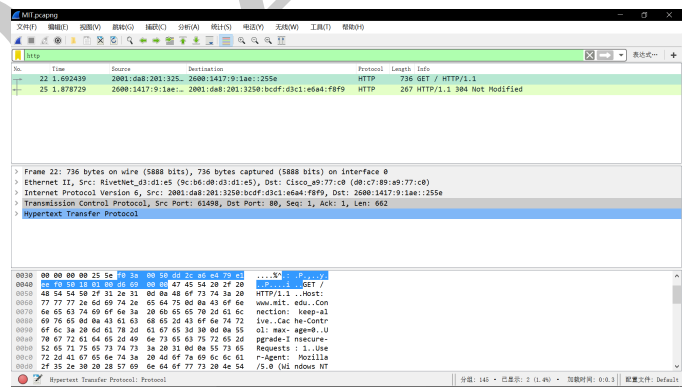 MIT.pcapng
文件(F) 编辑(E) 视图(V) 跳转(G) 捕获(C) 分析(A) 统计(S) 电话(Y) 无线(W) 工具(T) 帮助(H)
http 表达式… +
No. Time Source Destination Protocol Length Info
22 1.692439 2001:da8:201:325… 2600:1417:9:1ae::255e HTTP 736 GET / HTTP/1.1
25 1.878729 2600:1417:9:1ae:… 2001:da8:201:3250:bcdf:d3c1:e6a4:f8f9 HTTP 267 HTTP/1.1 304 Not Modified
> Frame 22: 736 bytes on wire (5888 bits), 736 bytes captured (5888 bits) on interface 0
> Ethernet II, Src: RivetNet_d3:d1:e5 (9c:b6:d0:d3:d1:e5), Dst: Cisco_a9:77:c0 (d0:c7:89:a9:77:c0)
> Internet Protocol Version 6, Src: 2001:da8:201:3250:bcdf:d3c1:e6a4:f8f9, Dst: 2600:1417:9:1ae::255e
> Transmission Control Protocol, Src Port: 61498, Dst Port: 80, Seq: 1, Ack: 1, Len: 662
> Hypertext Transfer Protocol
0030 00 00 00 00 25 5e f0 3a 00 50 dd 2c a6 e4 79 e1 ....%^.: .P.,..y.
0040 ee f0 50 18 01 00 d6 69 00 00 47 45 54 20 2f 20 ..P....i ..GET /
0050 48 54 54 50 2f 31 2e 31 0d 0a 48 6f 73 74 3a 20 HTTP/1.1 ..Host:
0060 77 77 77 2e 6d 69 74 2e 65 64 75 0d 0a 43 6f 6e www.mit. edu..Con
0070 6e 65 63 74 69 6f 6e 3a 20 6b 65 65 70 2d 61 6c nection: keep-al
0080 69 76 65 0d 0a 43 61 63 68 65 2d 43 6f 6e 74 72 ive..Cac he-Contr
0090 6f 6c 3a 20 6d 61 78 2d 61 67 65 3d 30 0d 0a 55 ol: max- age=0..U
00a0 70 67 72 61 64 65 2d 49 6e 73 65 63 75 72 65 2d pgrade-I nsecure-
00b0 52 65 71 75 65 73 74 73 3a 20 31 0d 0a 55 73 65 Requests : 1..Use
00c0 72 2d 41 67 65 6e 74 3a 20 4d 6f 7a 69 6c 6c 61 r-Agent: Mozilla
00d0 2f 35 2e 30 20 28 57 69 6e 64 6f 77 73 20 4e 54 /5.0 (Wi ndows NT
Hypertext Transfer Protocol: Protocol 分组: 145 · 已显示: 2 (1.4%) · 加载时间: 0:0.3 配置文件: Default